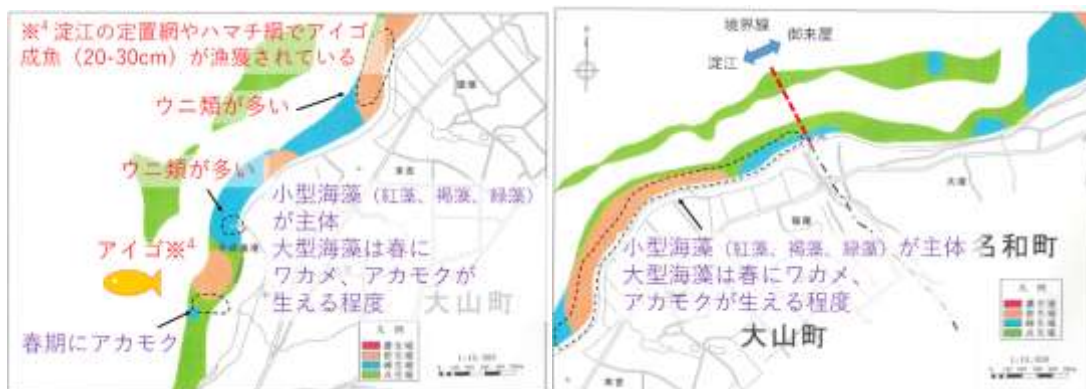 ※4 淀江の定置網やハマチ網でアイゴ
成魚（20-30cm）が漁獲されている
ウニ類が多い
ウニ類が多い
小型海藻（紅藻、褐藻、緑藻）
が主体
大型海藻は春に
ワカメ、アカモクが
生える程度
アイゴ※4
春期にアカモク
大山町
凡例
境界線
御来屋
淀江
小型海藻（紅藻、褐藻、緑藻）が主体
大型海藻は春にワカメ、
アカモクが生える程度
名和町
大山町
凡例